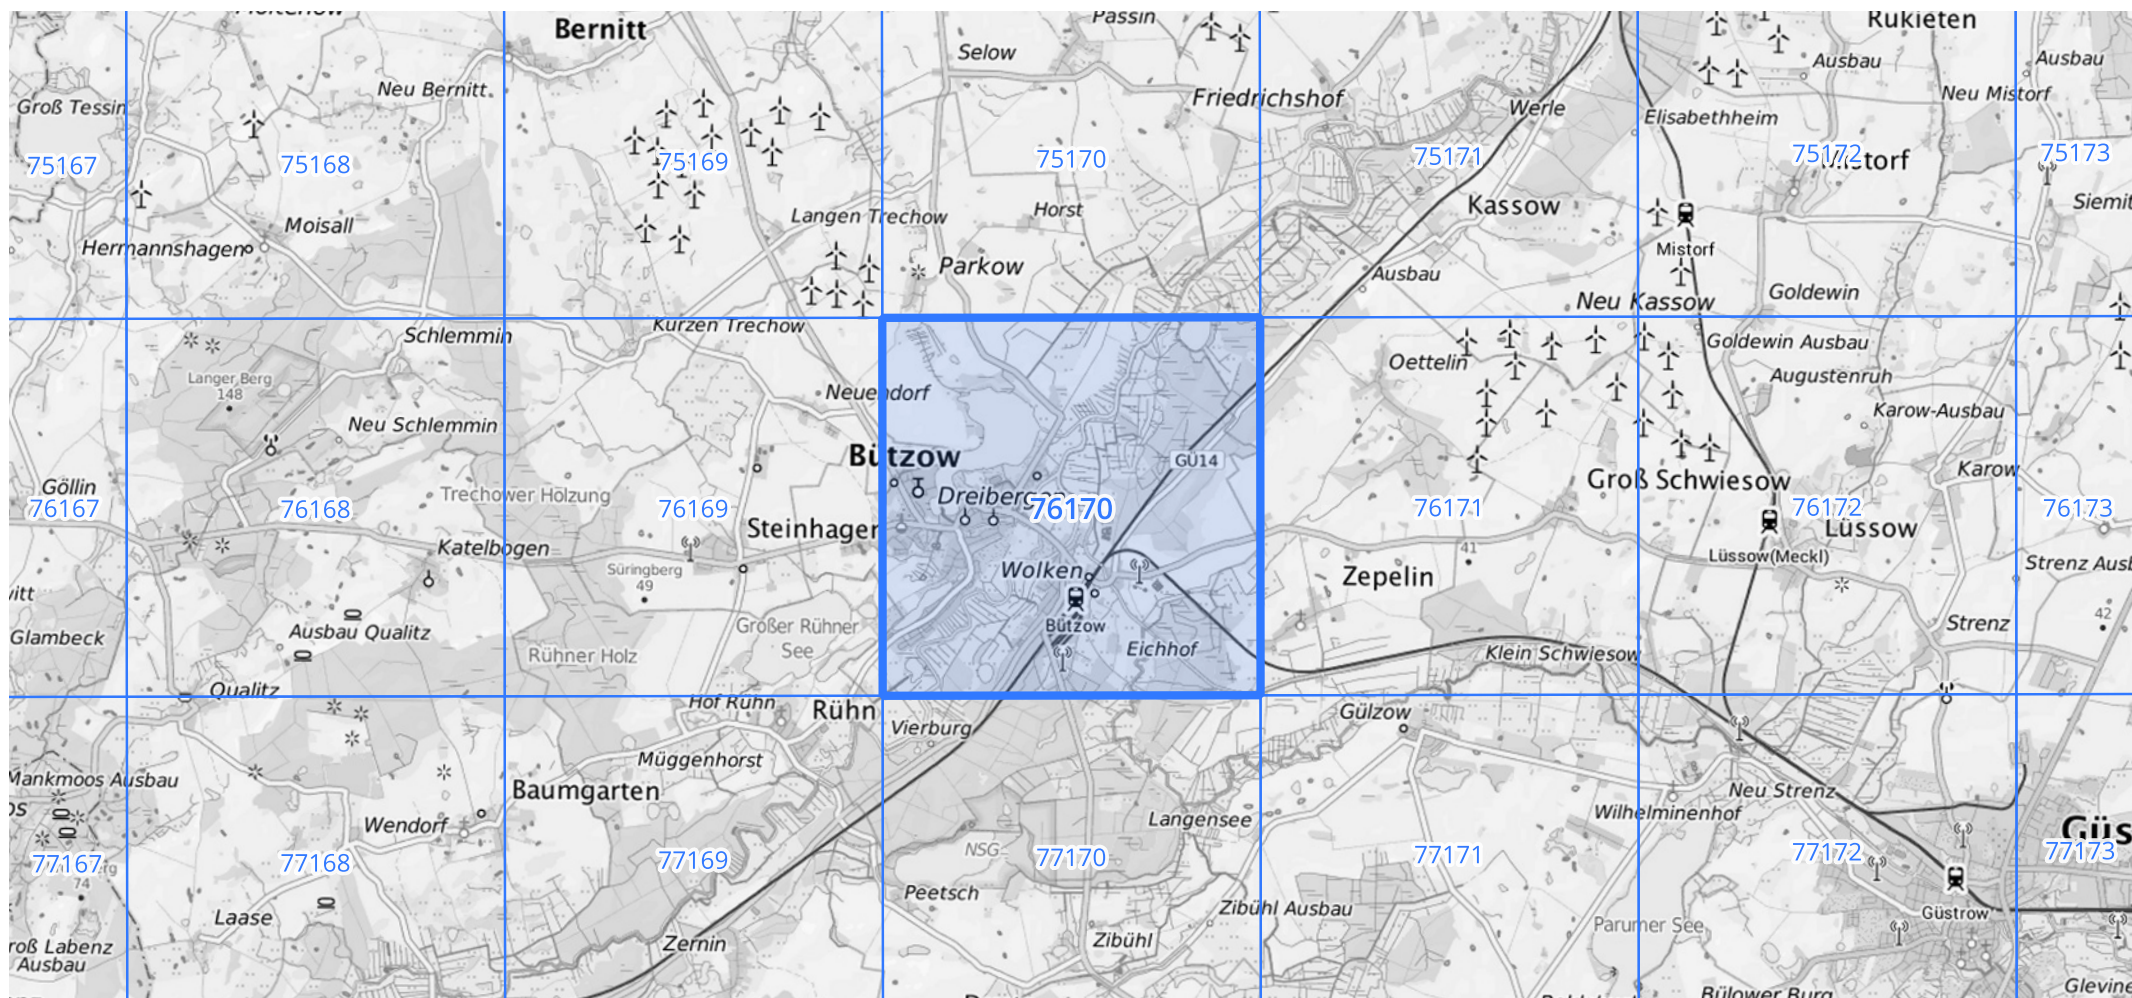 Bernitt
Passin
Rukieten
Selow
Ausbau
Ausbau
Neu Bernitt
Groß Tessin
Friedrichshof
Werle
Elisabethheim
Neu Mistorf
75167
75168
75169
75170
75171
75172
Mistorf
75173
Moisall
Langen Trechow
Horst
Kassow
Hermannshagen
Mistorf
Parkow
Ausbau
Neu Kassow
Goldewin
Schlemmin
Kurzen Trechow
Goldewin Ausbau
Langer Berg
148
Neuendorf
Oettelin
Augustenruh
Neu Schlemmin
Karow-Ausbau
Bützow
GÜ14
Göllin
Trechower Holzung
Dreibergen
Groß Schwiesow
Karow
76167
76168
76169
76170
76171
76172
76173
Steinhagen
Lüssow
Katelbogen
41
Lüssow(Meckl)
Süringberg
49
Wolken
Zepelin
Strenz Ausb
Glambeck
Ausbau Qualitz
Großer Rühner
See
Bützow
Strenz
42
Rühner Holz
Eichhof
Klein Schwiesow
Qualitz
Hof Rühn
Rühn
Vierburg
Gülzow
Müggenhorst
Mankmoos Ausbau
Baumgarten
Neu Strenz
Wendorf
Langensee
Wilhelminenhof
Güs
77167
77168
77169
NSG
77170
77171
77172
77173
74
Peetsch
Laase
Zibühl Ausbau
Güstrow
Parumer See
roß Labenz
Ausbau
Zernin
Zibühl
Bülower Burg
Glevine